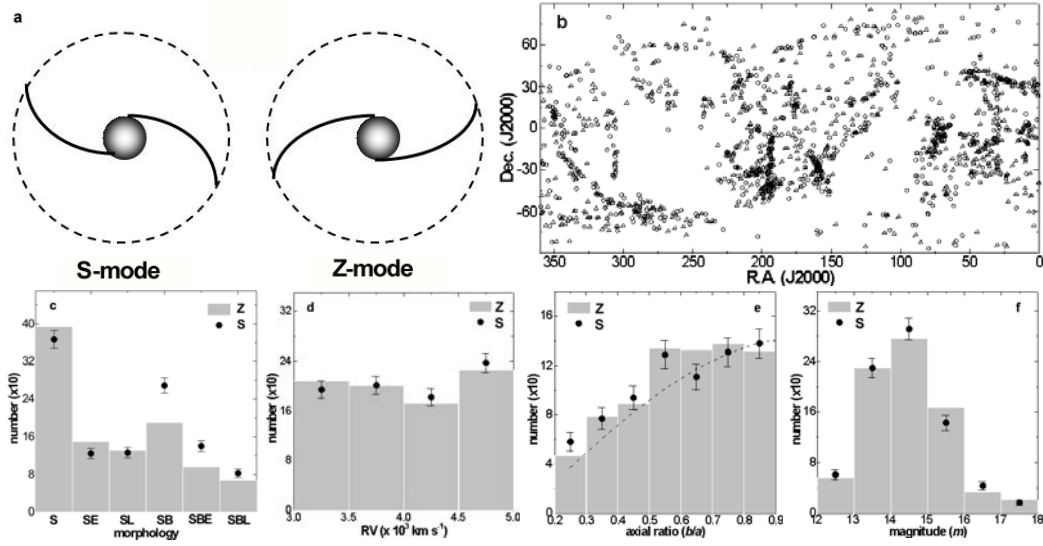 a
S-mode
Z-mode
b
Dec. (J2000)
60
30
0
-30
-60
350 300 250 200 150 100 50 0
R.A. (J2000)
c
Z
S
number (x10)
40
32
24
16
8
0
S SE SL SB SBE SBL
morphology
d
Z
S
number (x10)
32
24
16
8
0
3.0 3.5 4.0 4.5 5.0
RV (x 10³ km s⁻¹)
e
Z
S
number (x10)
16
12
8
4
0
0.2 0.3 0.4 0.5 0.6 0.7 0.8 0.9
axial ratio (b/a)
f
Z
S
number (x10)
32
24
16
8
0
12 13 14 15 16 17 18
magnitude (m)